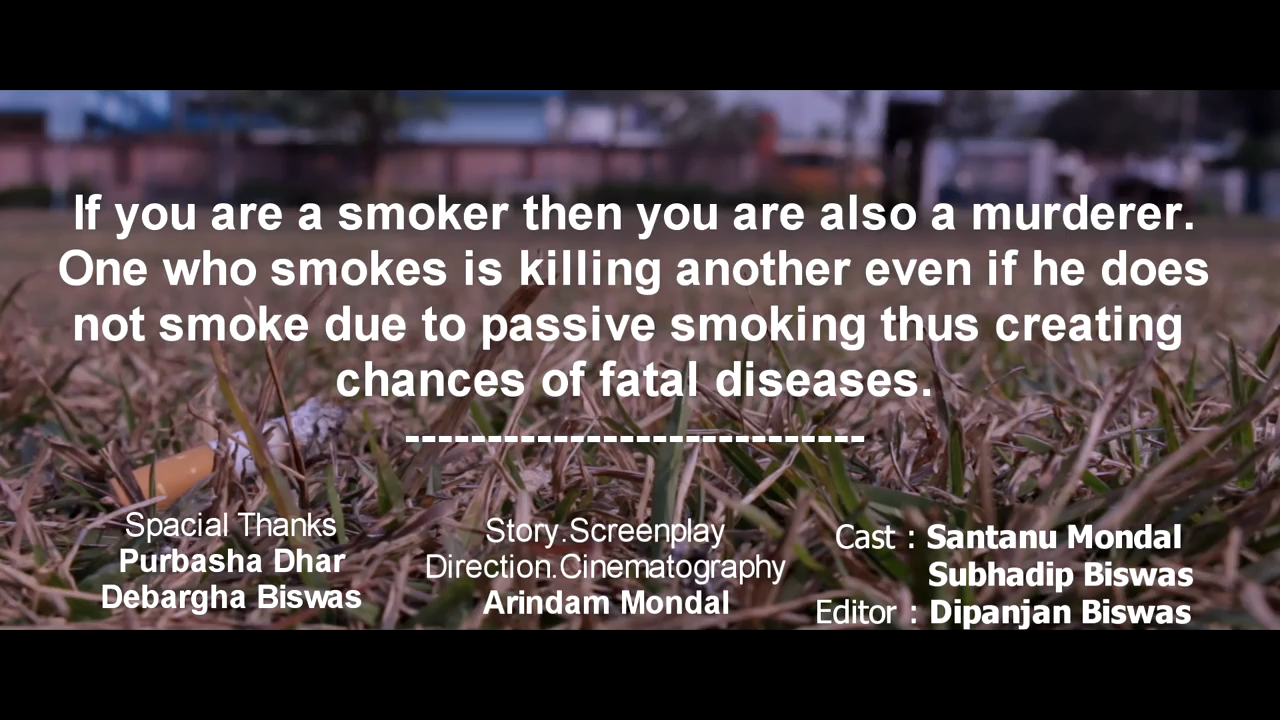 If you are a smoker then you are also a murderer.
One who smokes is killing another even if he does
not smoke due to passive smoking thus creating
chances of fatal diseases.
----------------------------
Spacial Thanks
Purbasha Dhar
Debargha Biswas
Story.Screenplay
Direction.Cinematography
Arindam Mondal
Cast : Santanu Mondal
Subhadip Biswas
Editor : Dipanjan Biswas